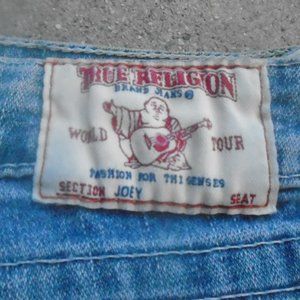 TRUE RELIGION
BRAND JEANS®
WORLD TOUR
FASHION FOR THE SENSES
SECTION JOEY SEAT